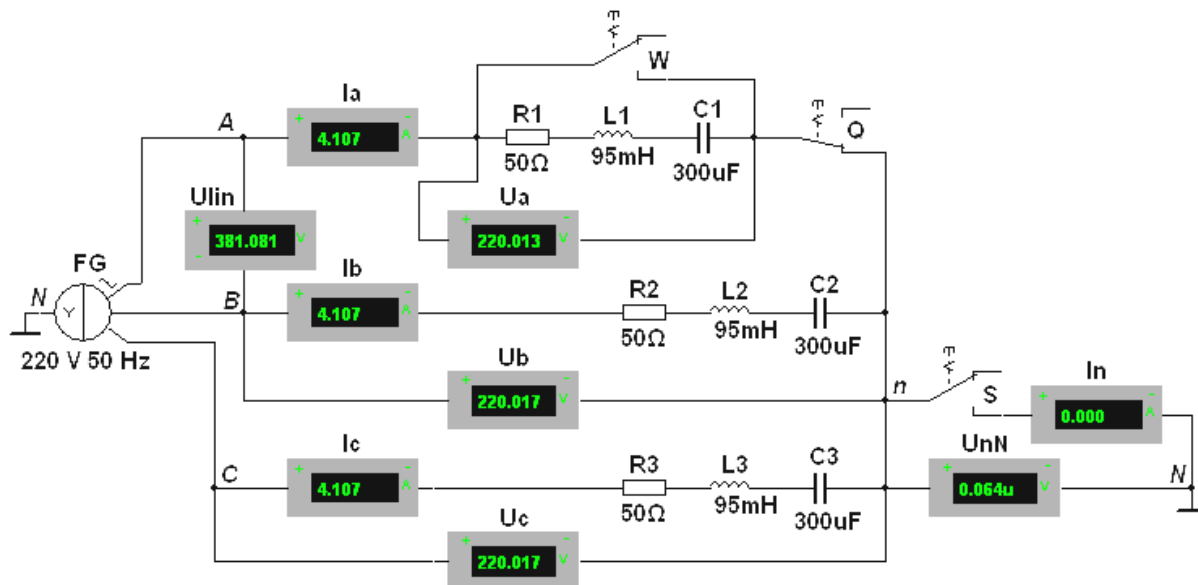 W
Ia
A
+ -
4.107 A
R1
50Ω
L1
95mH
C1
300uF
Q
Ulin
+
381.081 V
-
Ua
+ -
220.013 V
FG
N
Y
220 V 50 Hz
B
Ib
+ -
4.107 A
R2
50Ω
L2
95mH
C2
300uF
Ub
+ -
220.017 V
n
S
In
+ -
0.000 A
C
Ic
+ -
4.107 A
R3
50Ω
L3
95mH
C3
300uF
UnN
+ -
0.064u V
N
Uc
+ -
220.017 V